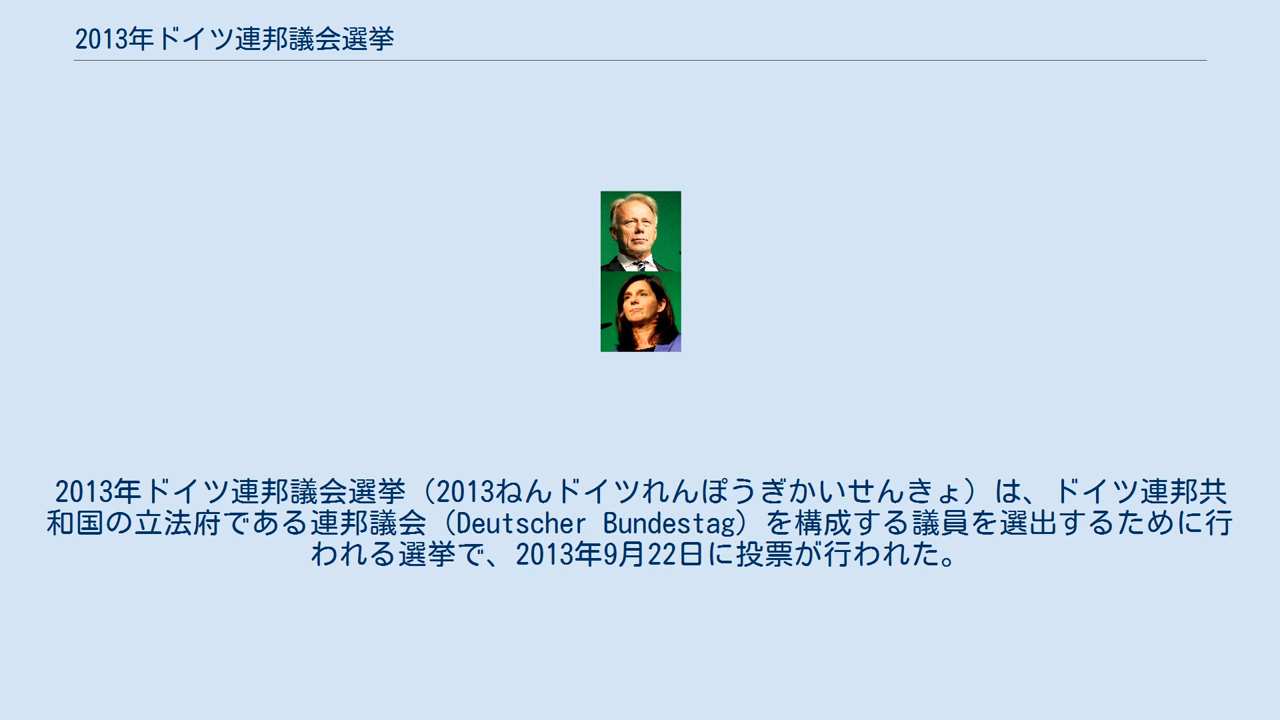 2013年ドイツ連邦議会選挙
2013年ドイツ連邦議会選挙（2013ねんドイツれんぽうぎかいせんきょ）は、ドイツ連邦共
和国の立法府である連邦議会（Deutscher Bundestag）を構成する議員を選出するために行
われる選挙で、2013年9月22日に投票が行われた。